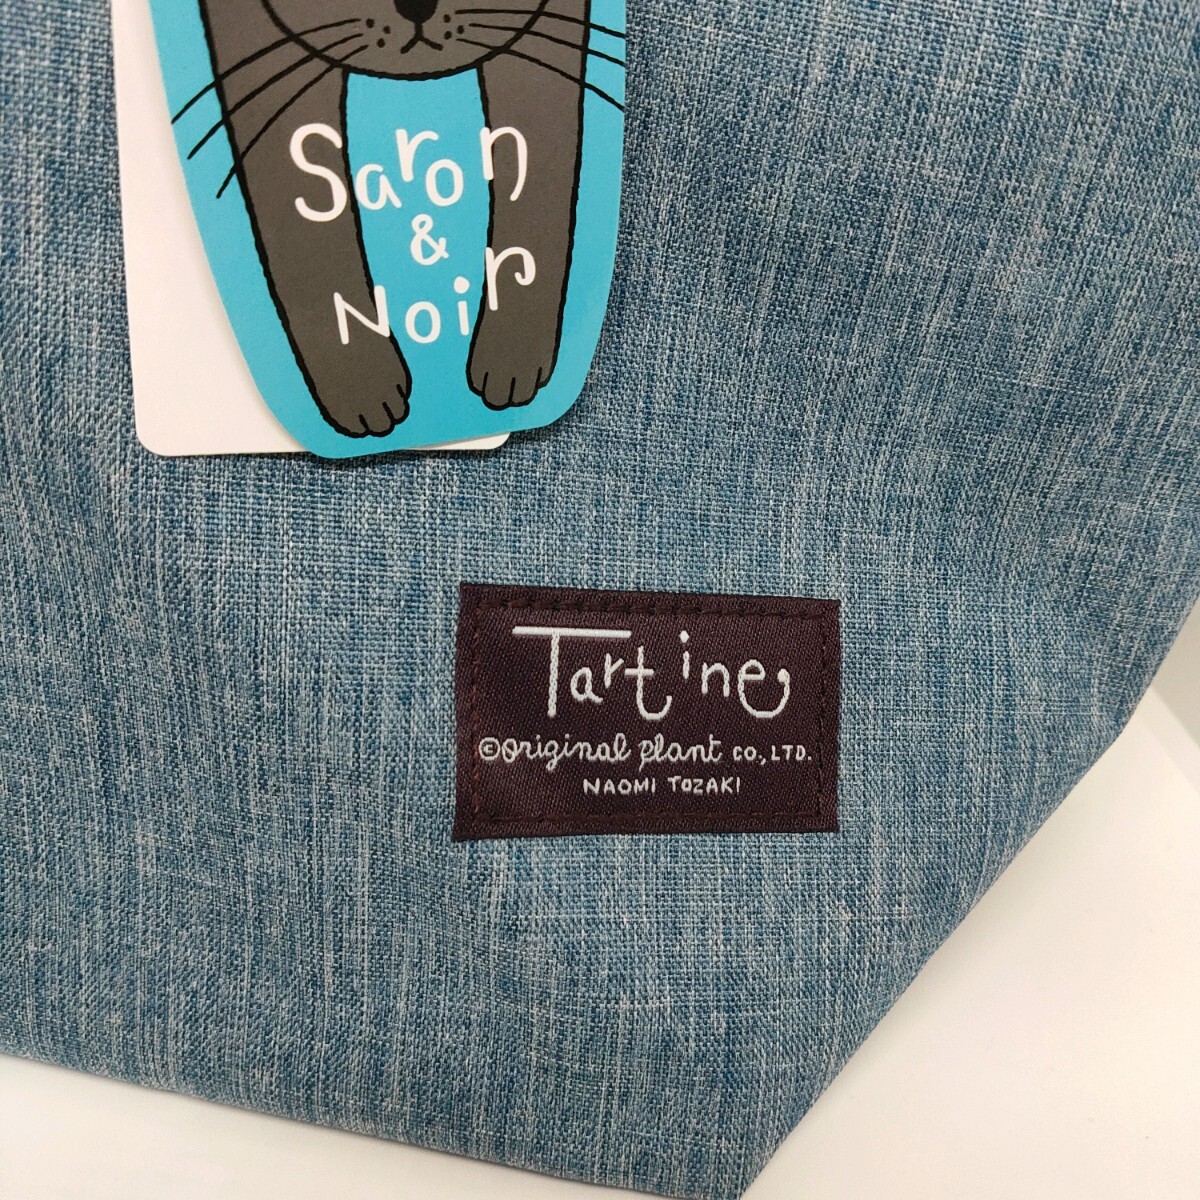 Saron
&
Noir
Tartine
©original plant CO., LTD.
NAOMI TOZAKI